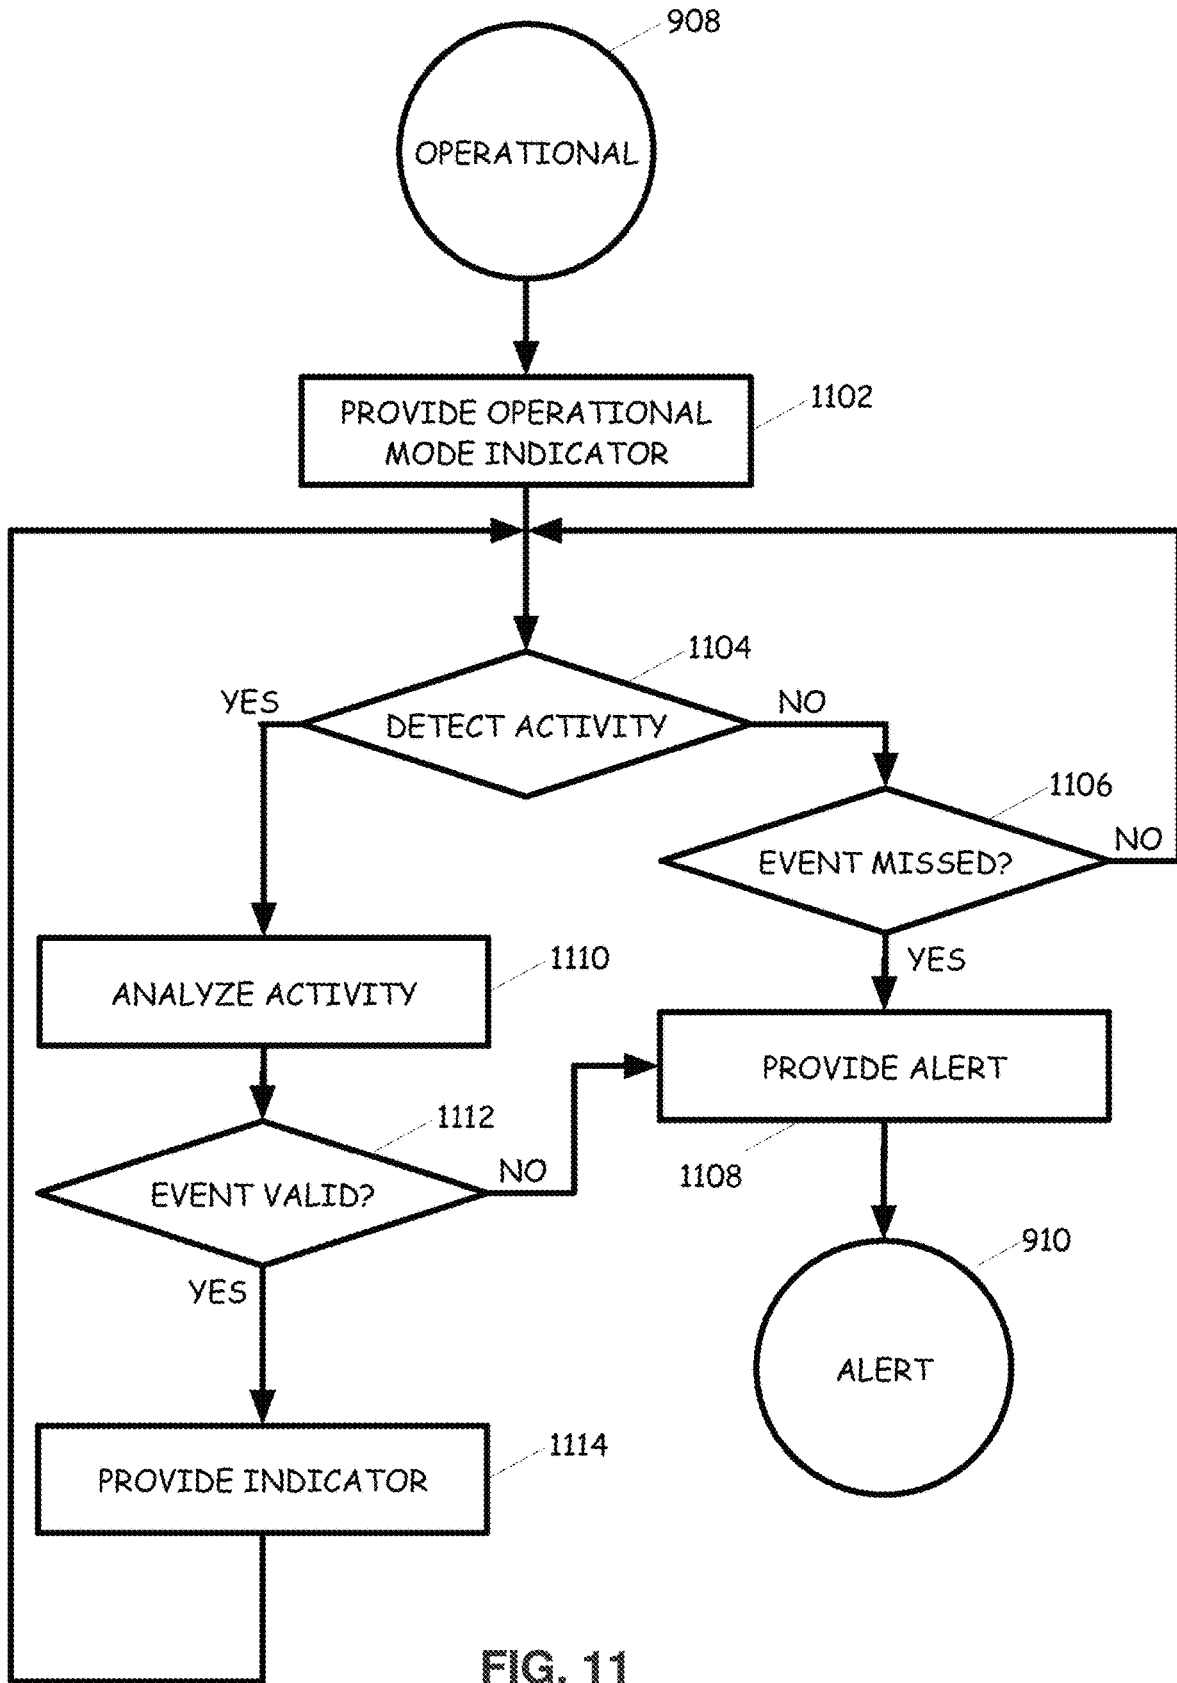 908
OPERATIONAL
PROVIDE OPERATIONAL
MODE INDICATOR
1102
1104
YES
DETECT ACTIVITY
NO
1106
EVENT MISSED?
NO
YES
1110
ANALYZE ACTIVITY
PROVIDE ALERT
1108
1112
EVENT VALID?
NO
YES
910
ALERT
1114
PROVIDE INDICATOR
FIG. 11